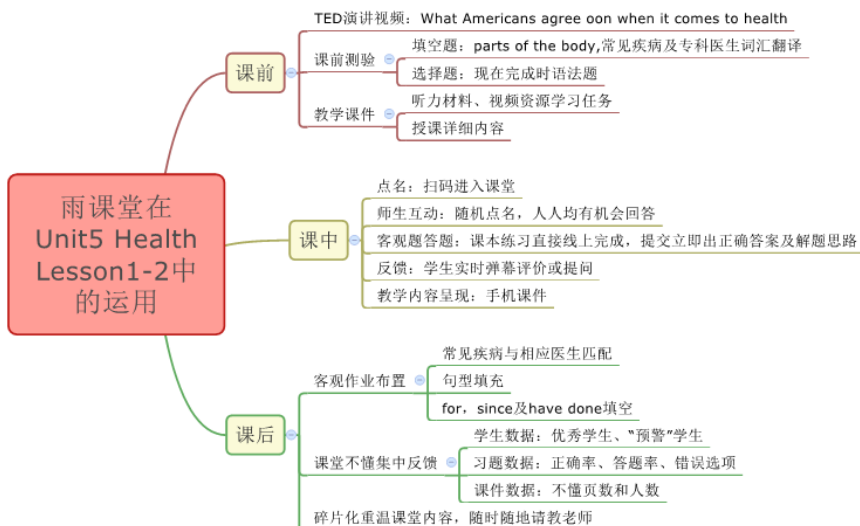 雨课堂在
Unit5 Health
Lesson1-2中
的运用
课前
TED演讲视频：What Americans agree oon when it comes to health
课前测验
填空题：parts of the body,常见疾病及专科医生词汇翻译
选择题：现在完成时语法题
教学课件
听力材料、视频资源学习任务
授课详细内容
课中
点名：扫码进入课堂
师生互动：随机点名，人人均有机会回答
客观题答题：课本练习直接线上完成，提交立即出正确答案及解题思路
反馈：学生实时弹幕评价或提问
教学内容呈现：手机课件
课后
客观作业布置
常见疾病与相应医生匹配
句型填充
for，since及have done填空
课堂不懂集中反馈
学生数据：优秀学生、“预警”学生
习题数据：正确率、答题率、错误选项
课件数据：不懂页数和人数
碎片化重温课堂内容，随时随地请教老师